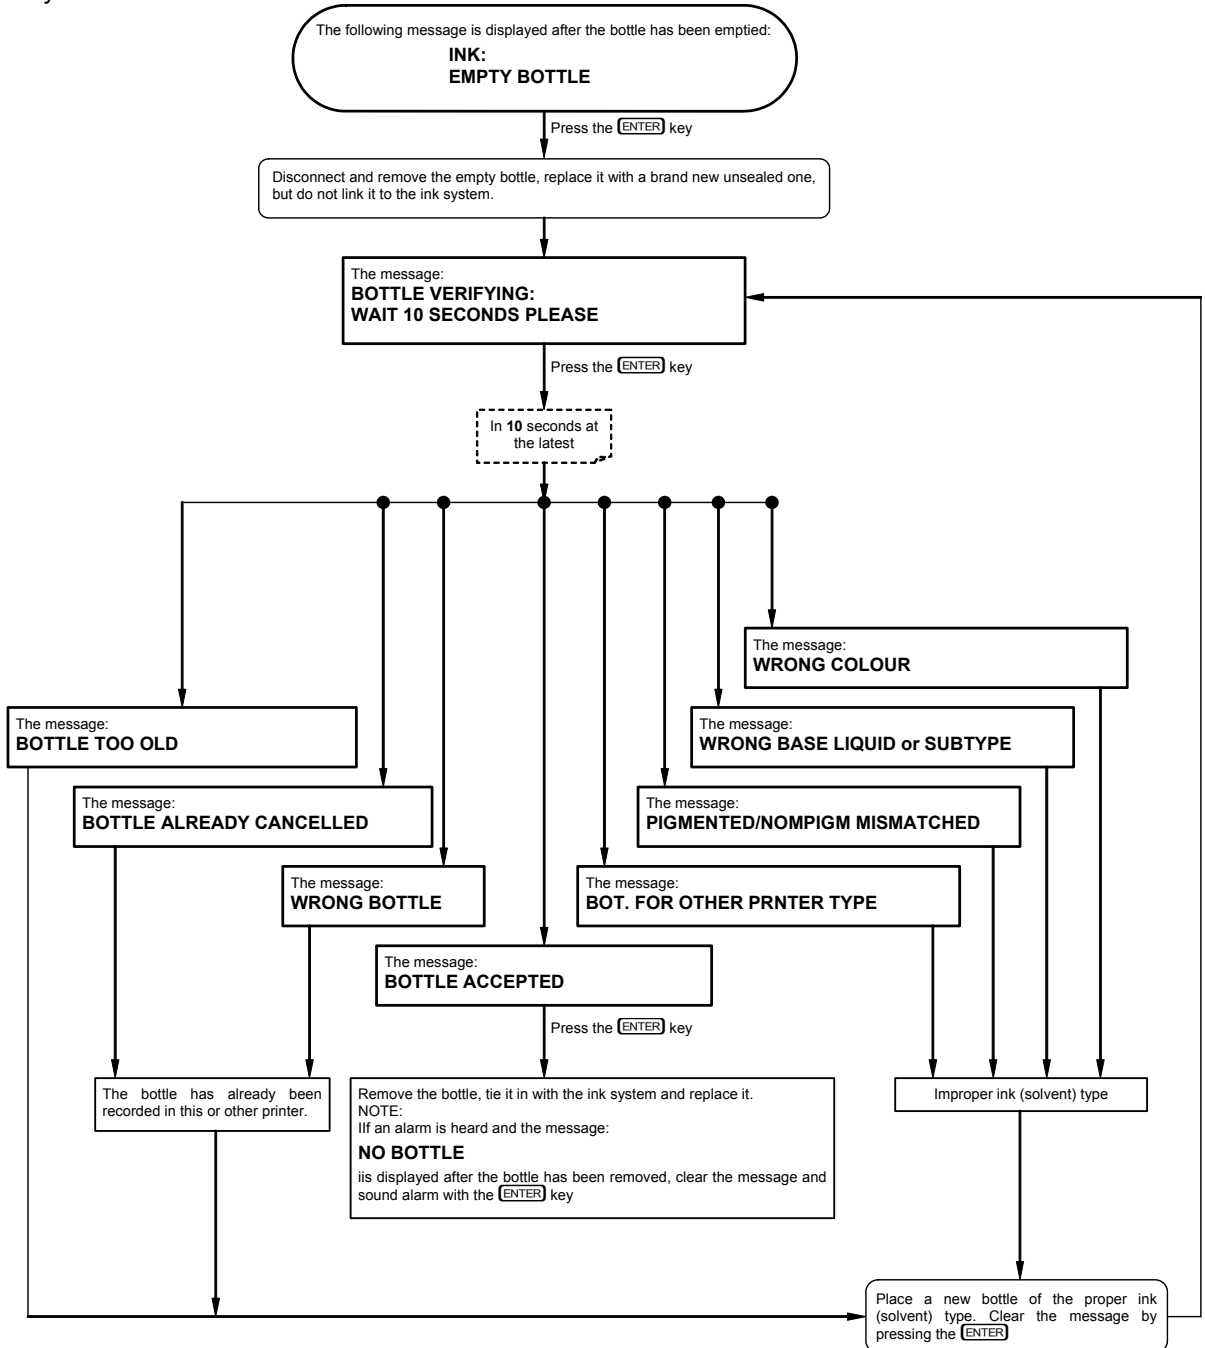 The following message is displayed after the bottle has been emptied:
INK:
EMPTY BOTTLE
Press the ENTER key
Disconnect and remove the empty bottle, replace it with a brand new unsealed one,
but do not link it to the ink system.
The message:
BOTTLE VERIFYING:
WAIT 10 SECONDS PLEASE
Press the ENTER key
In 10 seconds at
the latest
The message:
WRONG COLOUR
The message:
BOTTLE TOO OLD
The message:
WRONG BASE LIQUID or SUBTYPE
The message:
BOTTLE ALREADY CANCELLED
The message:
PIGMENTED/NOMPIGM MISMATCHED
The message:
WRONG BOTTLE
The message:
BOT. FOR OTHER PRNTER TYPE
The message:
BOTTLE ACCEPTED
Press the ENTER key
The bottle has already been
recorded in this or other printer.
Remove the bottle, tie it in with the ink system and replace it.
NOTE:
IIf an alarm is heard and the message:
NO BOTTLE
iis displayed after the bottle has been removed, clear the message and
sound alarm with the ENTER key
Improper ink (solvent) type
Place a new bottle of the proper ink
(solvent) type. Clear the message by
pressing the ENTER